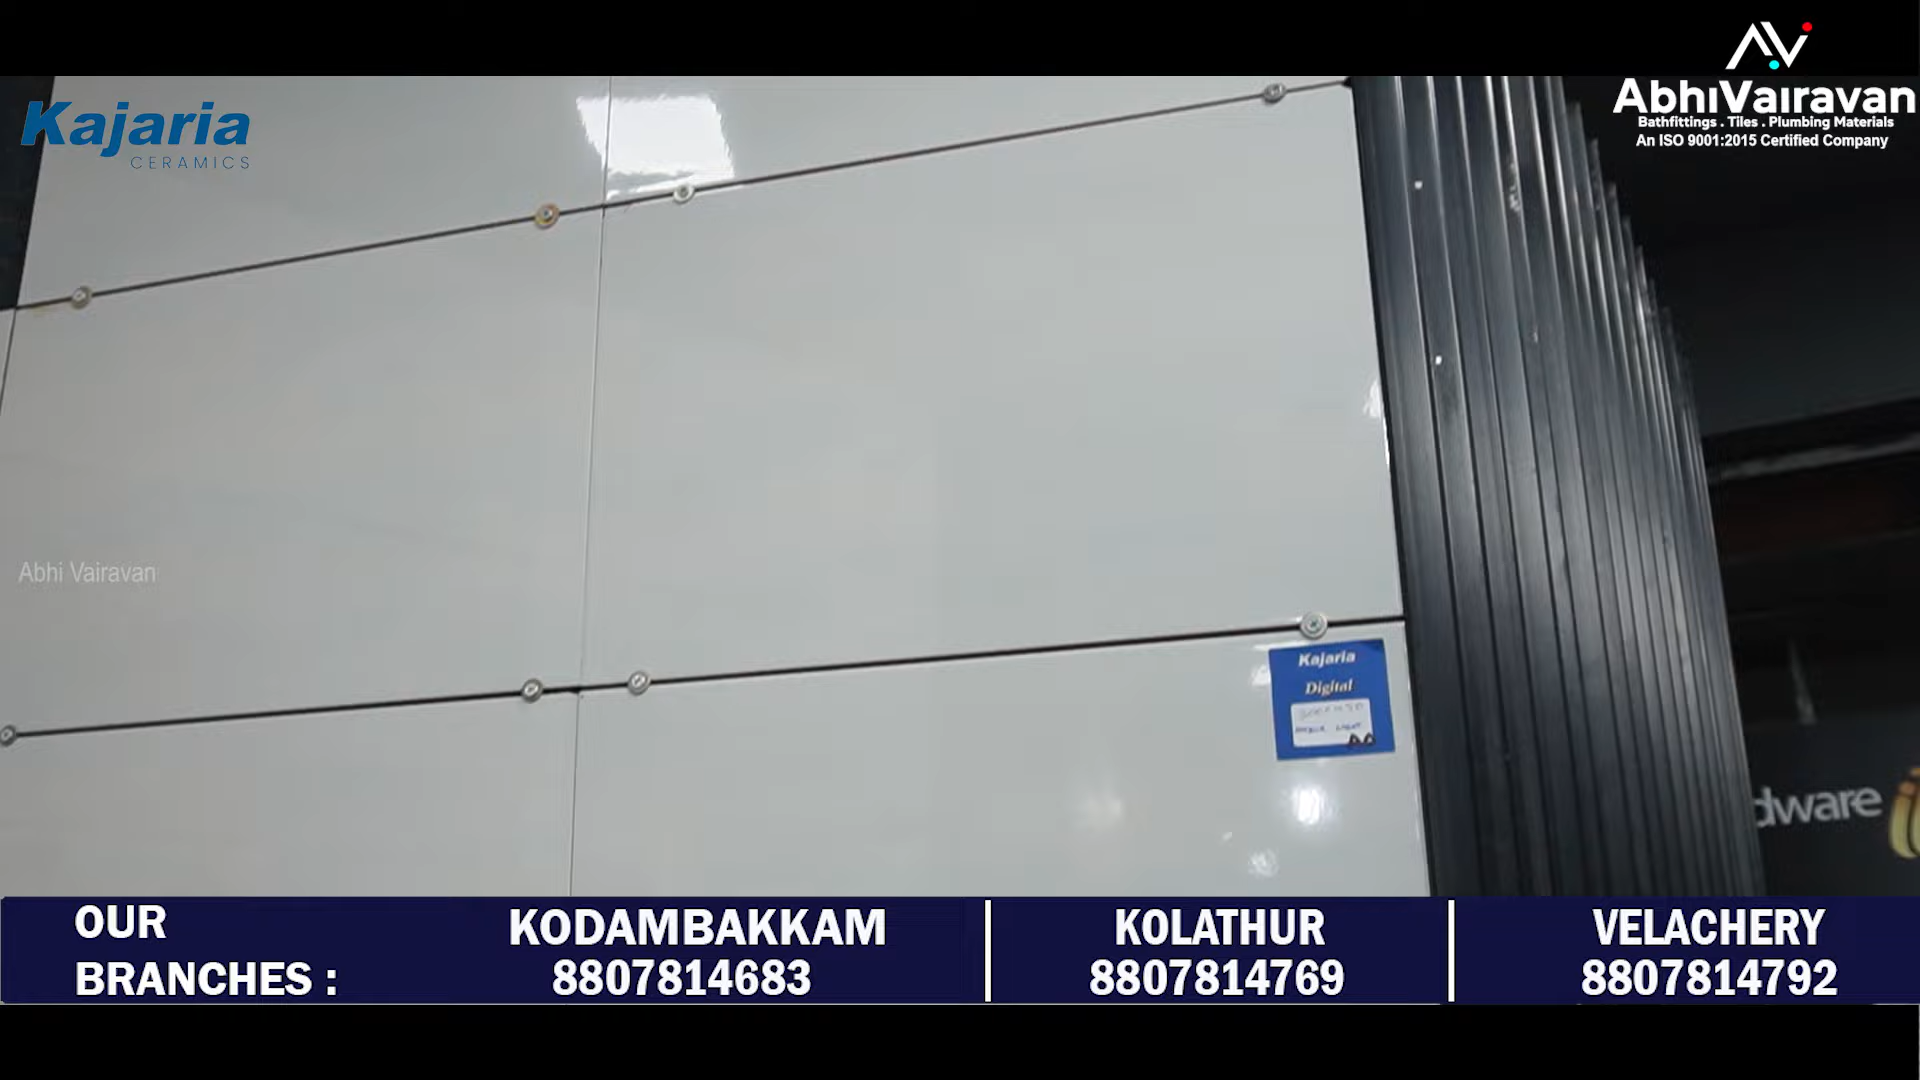 AbhiVairavan
Bathfittings . Tiles . Plumbing Materials
An ISO 9001:2015 Certified Company
Kajaria
CERAMICS
Abhi Vairavan
Kajaria
Digital
dware
OUR
BRANCHES :
KODAMBAKKAM
8807814683
KOLATHUR
8807814769
VELACHERY
8807814792